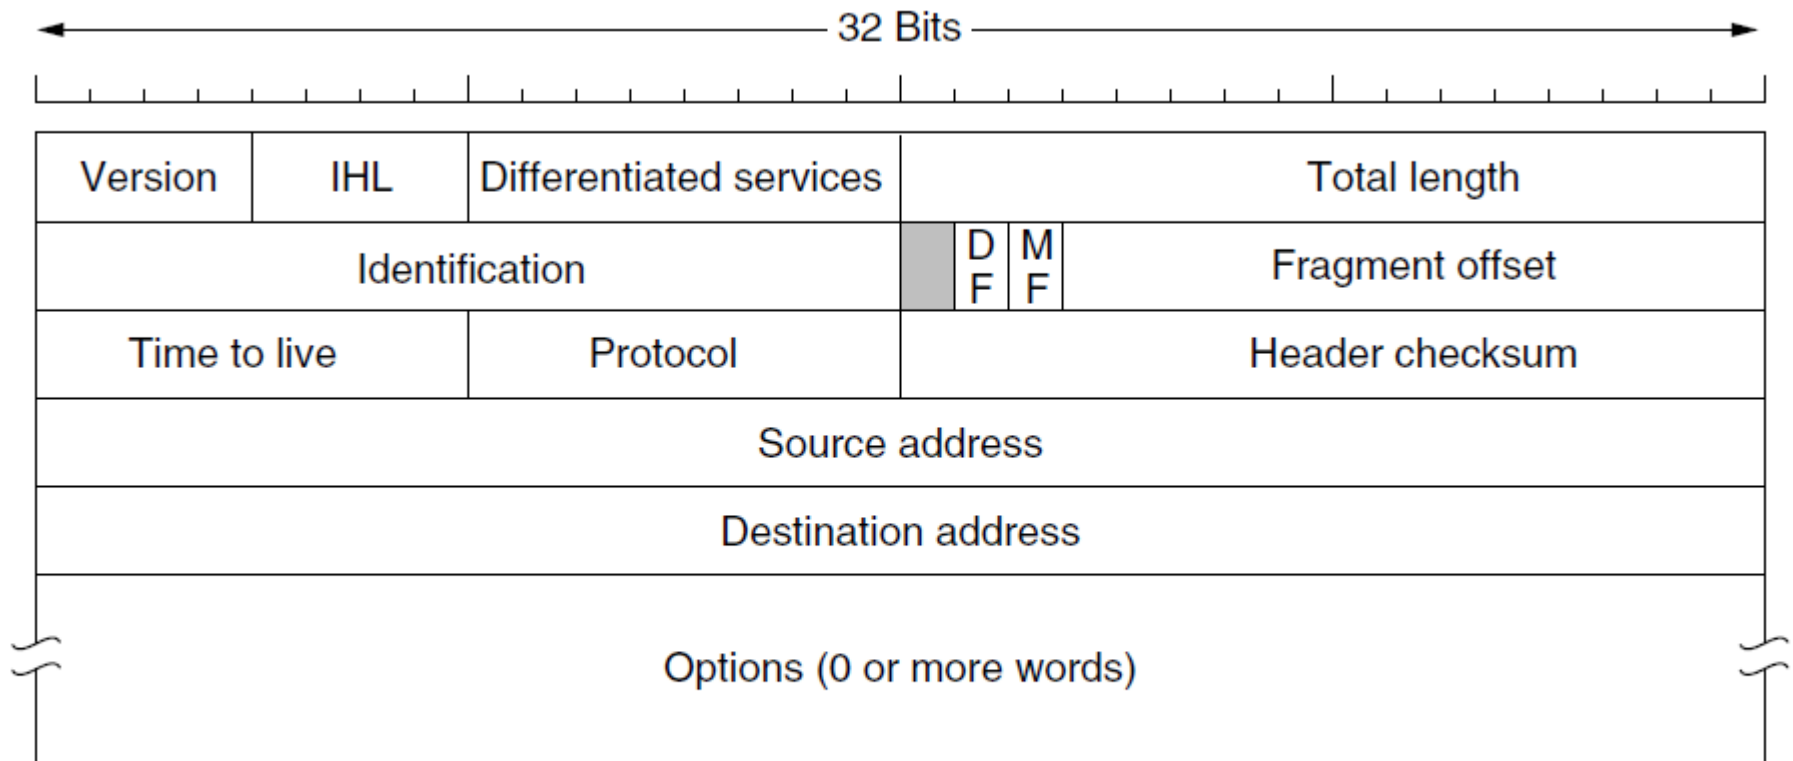 32 Bits
Version IHL Differentiated services Total length
Identification D F M F Fragment offset
Time to live Protocol Header checksum
Source address
Destination address
Options (0 or more words)